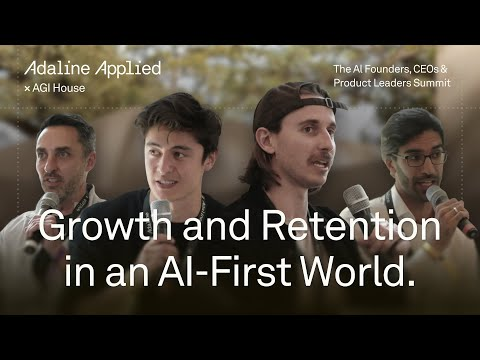 Adaline Applied
× AGI House
The AI Founders, CEOs &
Product Leaders Summit
Growth and Retention
in an AI-First World.